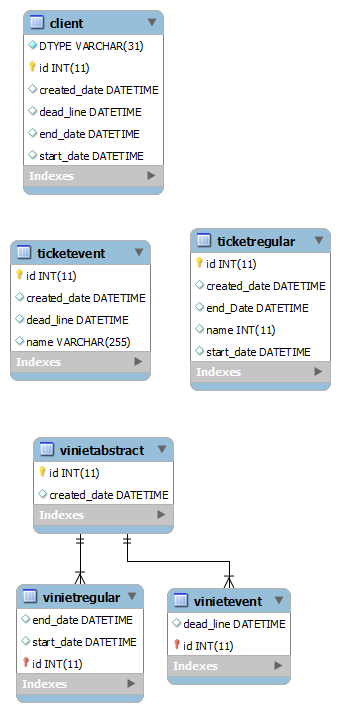 client
DTYPE VARCHAR(31)
id INT(11)
created_date DATETIME
dead_line DATETIME
end_date DATETIME
start_date DATETIME
Indexes
ticketevent
id INT(11)
created_date DATETIME
dead_line DATETIME
name VARCHAR(255)
Indexes
ticketregular
id INT(11)
created_date DATETIME
end_Date DATETIME
name INT(11)
start_date DATETIME
Indexes
vinietabstract
id INT(11)
created_date DATETIME
Indexes
vinietregular
end_date DATETIME
start_date DATETIME
id INT(11)
Indexes
vinietevent
dead_line DATETIME
id INT(11)
Indexes